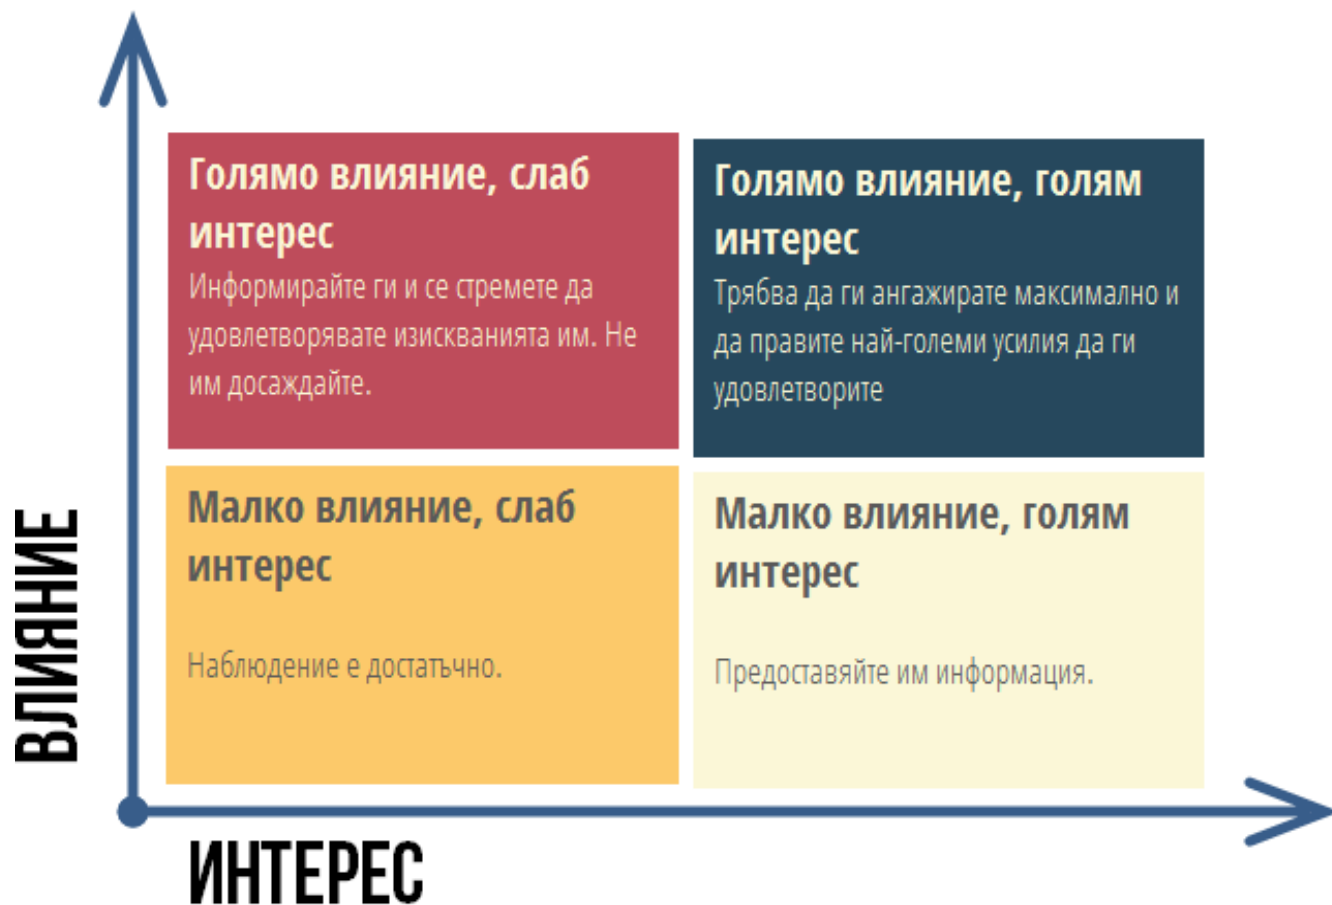 Голямо влияние, слаб
интерес
Информирайте ги и се стремете да
удовлетворявате изискванията им. Не
им досаждайте.
Голямо влияние, голям
интерес
Трябва да ги ангажирате максимално и
да правите най-големи усилия да ги
удовлетворите
Малко влияние, слаб
интерес
Наблюдение е достатъчно.
Малко влияние, голям
интерес
Предоставяйте им информация.
ВЛИЯНИЕ
ИНТЕРЕС